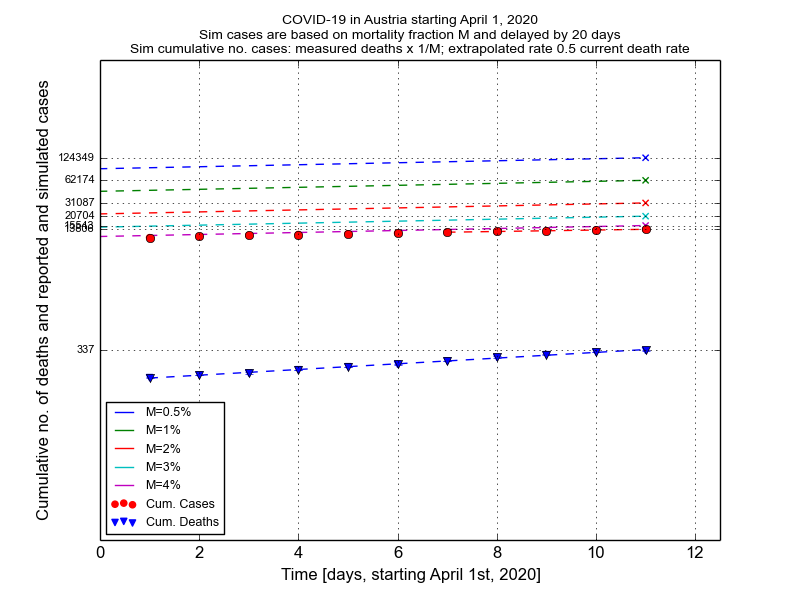 COVID-19 in Austria starting April 1, 2020
Sim cases are based on mortality fraction M and delayed by 20 days
Sim cumulative no. cases: measured deaths x 1/M; extrapolated rate 0.5 current death rate
Cumulative no. of deaths and reported and simulated cases
124349
62174
31087
20704
337
M=0.5%
M=1%
M=2%
M=3%
M=4%
Cum. Cases
Cum. Deaths
0 2 4 6 8 10 12
Time [days, starting April 1st, 2020]